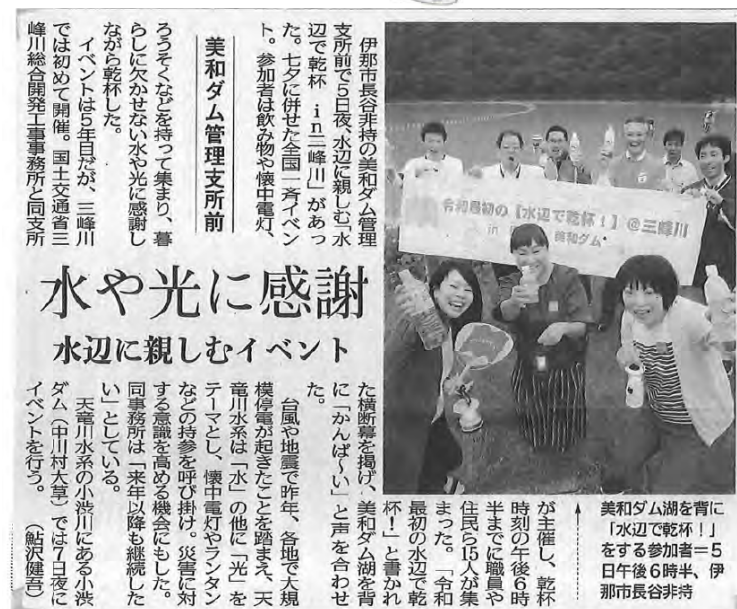 水や光に感謝
水辺に親しむイベント
伊那市長谷非持の美和ダム管理
支所前で5日夜、水辺に親しむ「水
辺で乾杯 in三峰川」があっ
た。七夕に併せた全国一斉イベン
ト。参加者は飲み物や懐中電灯、
美和ダム管理支所前
ろうそくなどを持って集まり、暮
らしに欠かせない水や光に感謝し
ながら乾杯した。
イベントは5年目だが、三峰川
では初めて開催。国土交通省三
峰川総合開発工事事務所と同支所
が主催し、乾杯
時刻の午後6時
半までに職員や
住民ら15人が集
まった。「令和
最初の水辺で乾
杯！」と書かれ
た横断幕を掲げ、美和ダム湖を背
に「かんぱ〜い」と声を合わせ
た。
台風や地震で昨年、各地で大規
模停電が起きたことを踏まえ、天
竜川水系は「水」の他に「光」を
テーマとし、懐中電灯やランタン
などの持参を呼び掛け。災害に対
する意識を高める機会にもした。
同事務所は「来年以降も継続した
い」としている。
天竜川水系の小渋川にある小渋
ダム（中川村大草）では7日夜に
イベントを行う。
（鮎沢健吾）
令和最初の【水辺で乾杯！】@三峰川
in 美和ダム
美和ダム湖を背に
「水辺で乾杯！」
をする参加者＝5
日午後6時半、伊
那市長谷非持